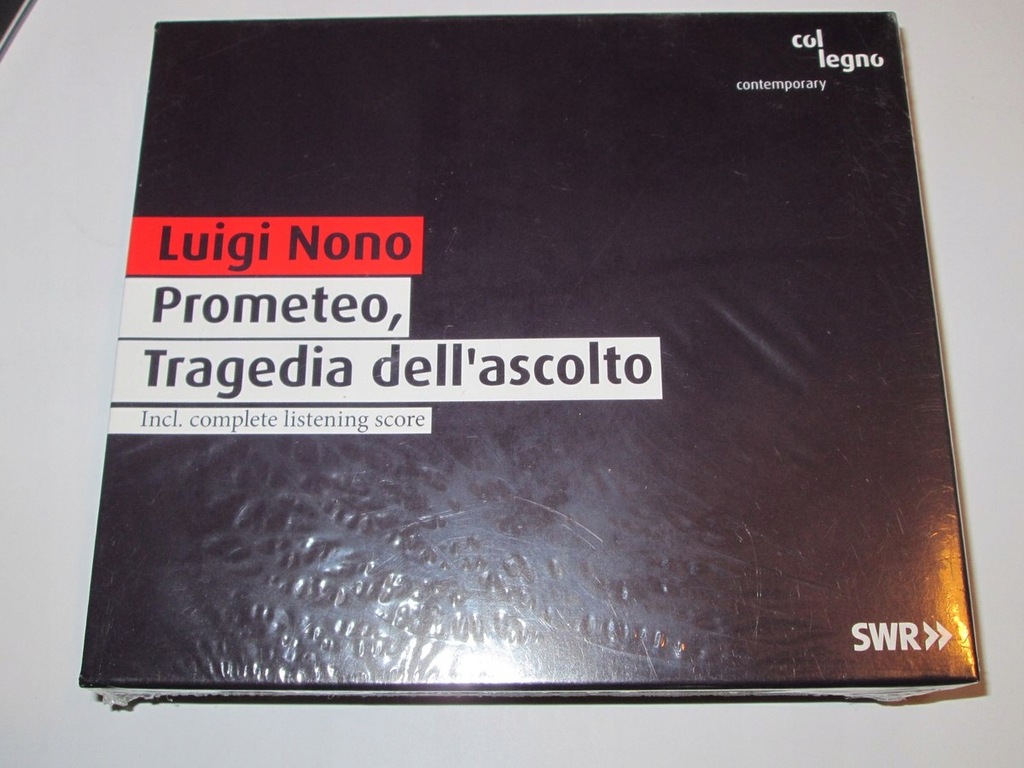 col
legno
contemporary
Luigi Nono
Prometeo,
Tragedia dell'ascolto
Incl. complete listening score
SWR»